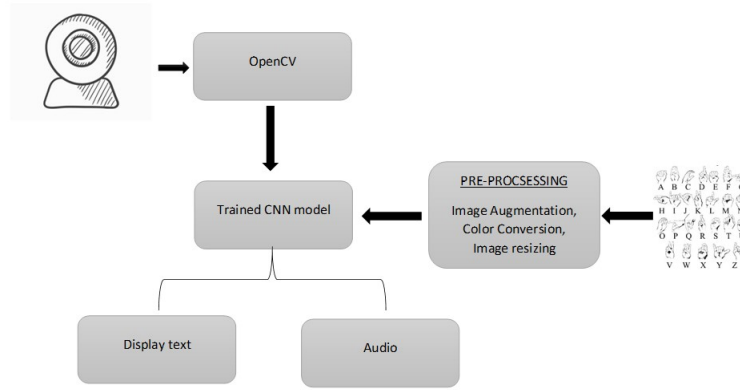 OpenCV
Trained CNN model
PRE-PROCSESSING
Image Augmentation,
Color Conversion,
Image resizing
A B C D E F
H I J K L M
O P Q R S T
V W X Y Z
Display text
Audio